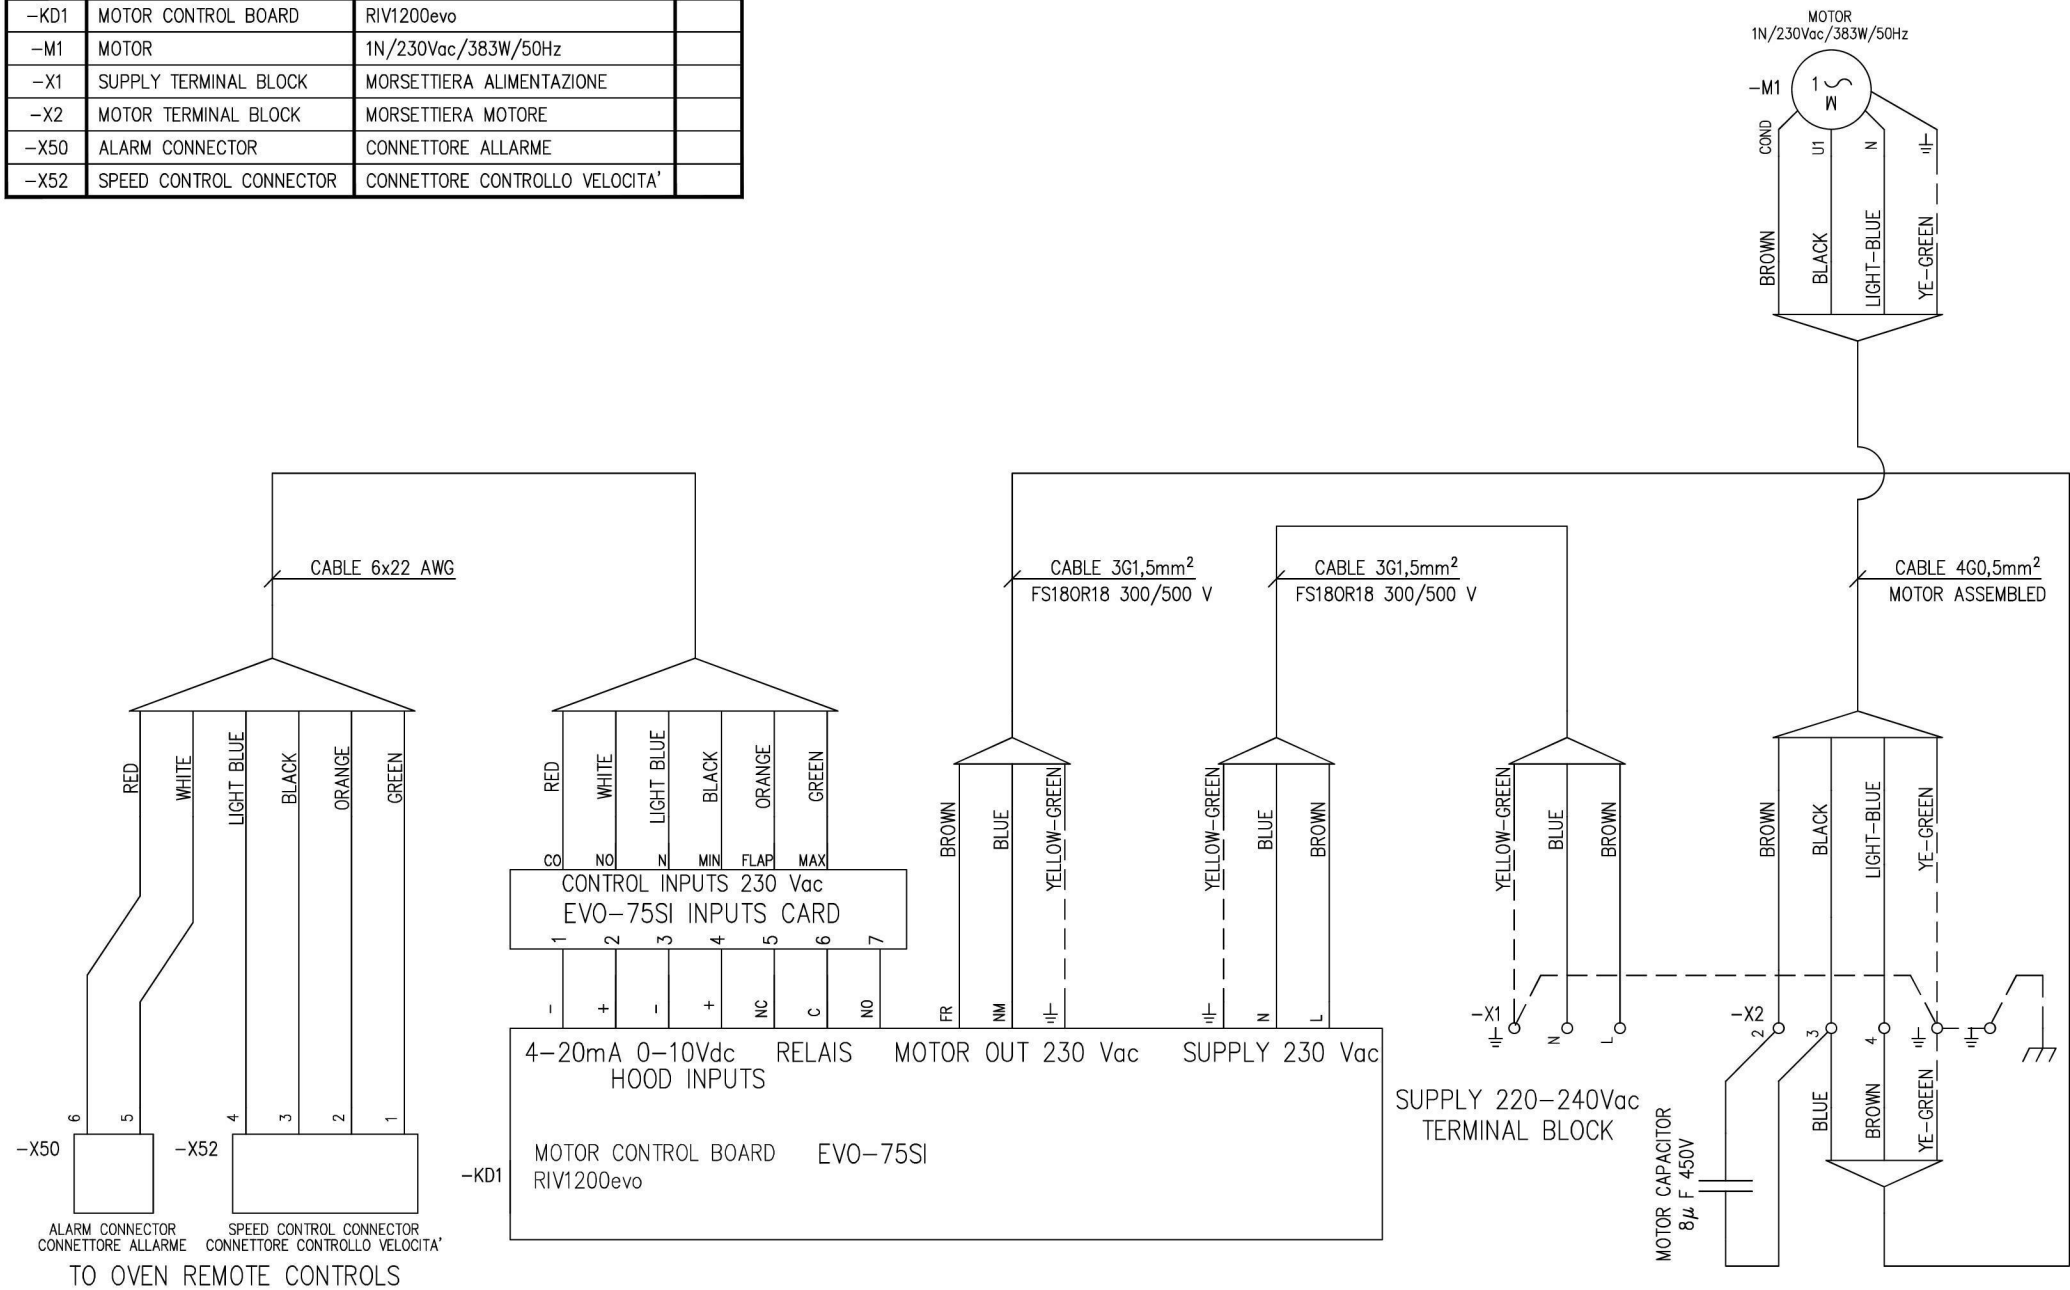 -KD1 MOTOR CONTROL BOARD RIV1200evo
-M1 MOTOR 1N/230Vac/383W/50Hz
-X1 SUPPLY TERMINAL BLOCK MORSETTIERA ALIMENTAZIONE
-X2 MOTOR TERMINAL BLOCK MORSETTIERA MOTORE
-X50 ALARM CONNECTOR CONNETTORE ALLARME
-X52 SPEED CONTROL CONNECTOR CONNETTORE CONTROLLO VELOCITA'
MOTOR
1N/230Vac/383W/50Hz
-M1
1
M
COND U1 N
BROWN BLACK LIGHT-BLUE YE-GREEN
CABLE 6x22 AWG
CABLE 3G1,5mm²
FS18OR18 300/500 V
CABLE 3G1,5mm²
FS18OR18 300/500 V
CABLE 4G0,5mm²
MOTOR ASSEMBLED
RED WHITE LIGHT BLUE BLACK ORANGE GREEN
RED WHITE LIGHT BLUE BLACK ORANGE GREEN
BROWN BLUE YELLOW-GREEN
YELLOW-GREEN BLUE BROWN
YELLOW-GREEN BLUE BROWN
BROWN BLACK LIGHT-BLUE YE-GREEN
CO NO N MIN FLAP MAX
CONTROL INPUTS 230 Vac
EVO-75SI INPUTS CARD
1 2 3 4 5 6 7
- + - + NC C NO
FR NM
N L
-X1
N L
-X2
2 3 4
4-20mA 0-10Vdc RELAIS MOTOR OUT 230 Vac SUPPLY 230 Vac
HOOD INPUTS
SUPPLY 220-240Vac
TERMINAL BLOCK
BLUE BROWN YE-GREEN
MOTOR CAPACITOR
8μ F 450V
6 5 4 3 2 1
-X50
-X52
MOTOR CONTROL BOARD EVO-75SI
-KD1
RIV1200evo
ALARM CONNECTOR
CONNETTORE ALLARME
SPEED CONTROL CONNECTOR
CONNETTORE CONTROLLO VELOCITA'
TO OVEN REMOTE CONTROLS